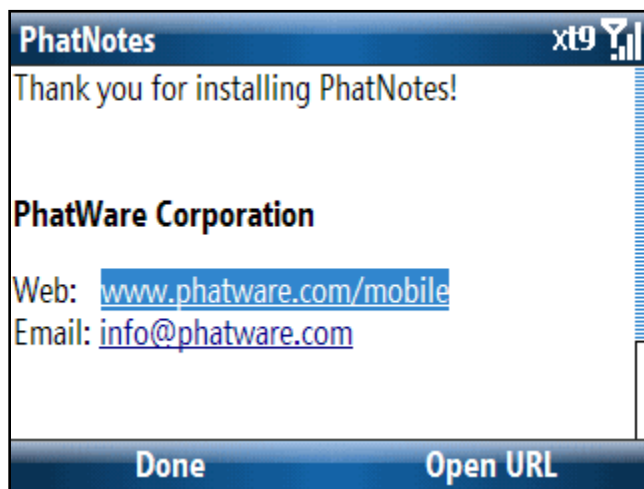 PhatNotes xt9
Thank you for installing PhatNotes!
PhatWare Corporation
Web: www.phatware.com/mobile
Email: info@phatware.com
Done Open URL